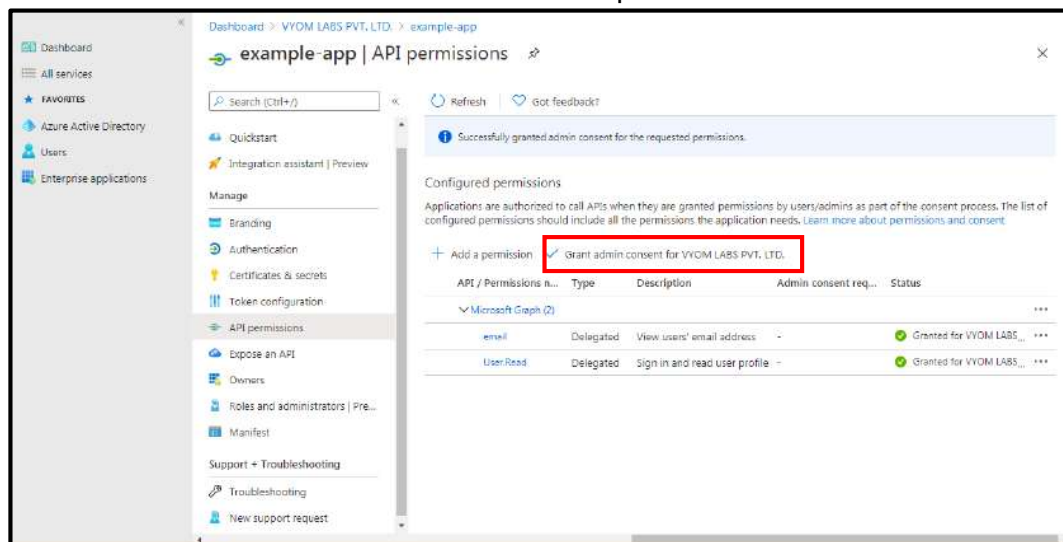 Dashboard > VYOM LABS PVT. LTD. > example-app
example-app | API permissions
Dashboard
All services
FAVORITES
Azure Active Directory
Users
Enterprise applications
Search (Ctrl+/)
Quickstart
Integration assistant | Preview
Manage
Branding
Authentication
Certificates & secrets
Token configuration
API permissions
Expose an API
Owners
Roles and administrators | Pre...
Manifest
Support + Troubleshooting
Troubleshooting
New support request
Refresh
Got feedback?
Successfully granted admin consent for the requested permissions.
Configured permissions
Applications are authorized to call APIs when they are granted permissions by users/admins as part of the consent process. The list of
configured permissions should include all the permissions the application needs. Learn more about permissions and consent
Add a permission
Grant admin consent for VYOM LABS PVT. LTD.
API / Permissions n... Type Description Admin consent req... Status
Microsoft Graph (2)
email Delegated View users' email address - Granted for VYOM LABS...
User.Read Delegated Sign in and read user profile - Granted for VYOM LABS...